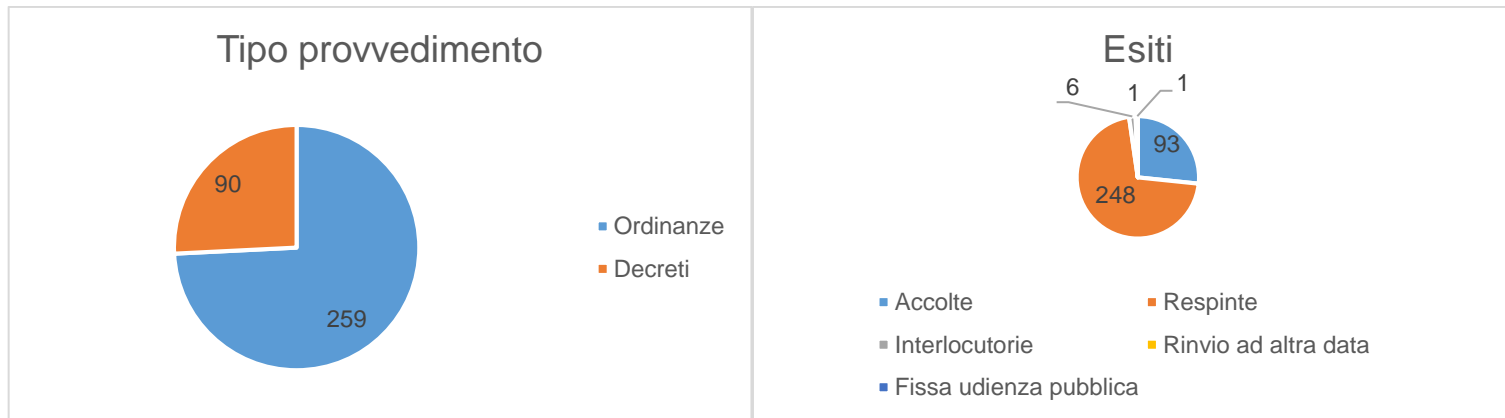 Tipo provvedimento
90
259
Ordinanze
Decreti
Esiti
6 1 1
93
248
Accolte Respinte
Interlocutorie Rinvio ad altra data
Fissa udienza pubblica